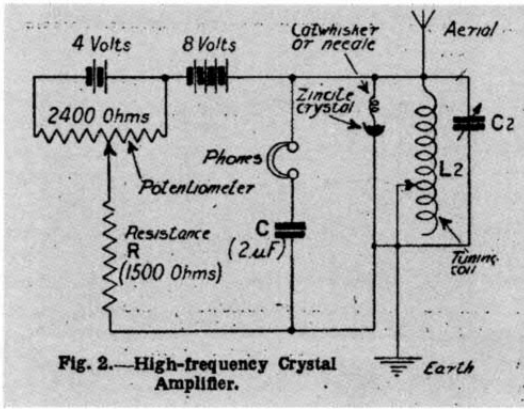 4 Volts
8 Volts
Catwhisker
or needle
Aerial
Zincite
crystal
2400 Ohms
C2
Phones
L2
Potentiometer
Resistance
R
(1500 Ohms)
C
(2µF)
Tuning
coil
Earth
Fig. 2.—High-frequency Crystal
Amplifier.